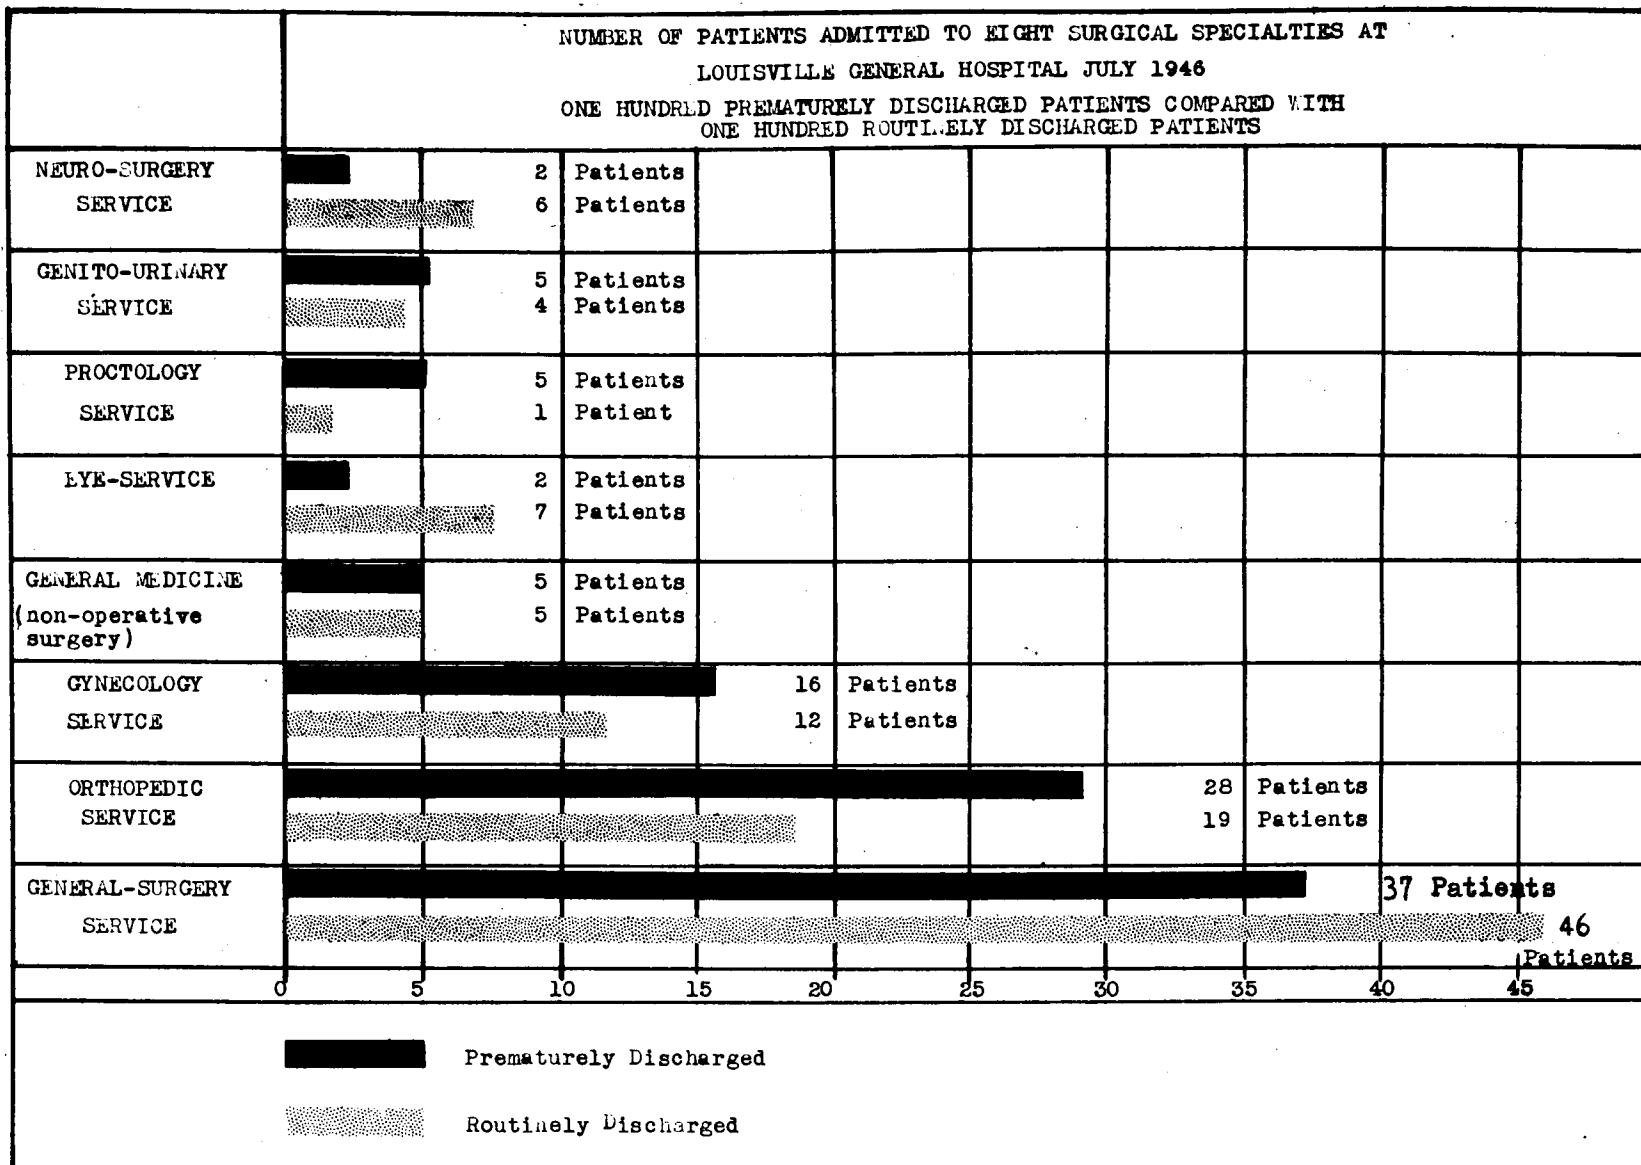 NUMBER OF PATIENTS ADMITTED TO EIGHT SURGICAL SPECIALTIES AT
LOUISVILLE GENERAL HOSPITAL JULY 1946
ONE HUNDRED PREMATURELY DISCHARGED PATIENTS COMPARED WITH
ONE HUNDRED ROUTINELY DISCHARGED PATIENTS
NEURO-SURGERY 2 Patients
SERVICE 6 Patients
GENITO-URINARY 5 Patients
SERVICE 4 Patients
PROCTOLOGY 5 Patients
SERVICE 1 Patient
EYE-SERVICE 2 Patients
7 Patients
GENERAL MEDICINE 5 Patients
(non-operative 5 Patients
surgery)
GYNECOLOGY 16 Patients
SERVICE 12 Patients
ORTHOPEDIC 28 Patients
SERVICE 19 Patients
GENERAL-SURGERY 37 Patients
SERVICE 46
Patients
0 5 10 15 20 25 30 35 40 45
Prematurely Discharged
Routinely Discharged